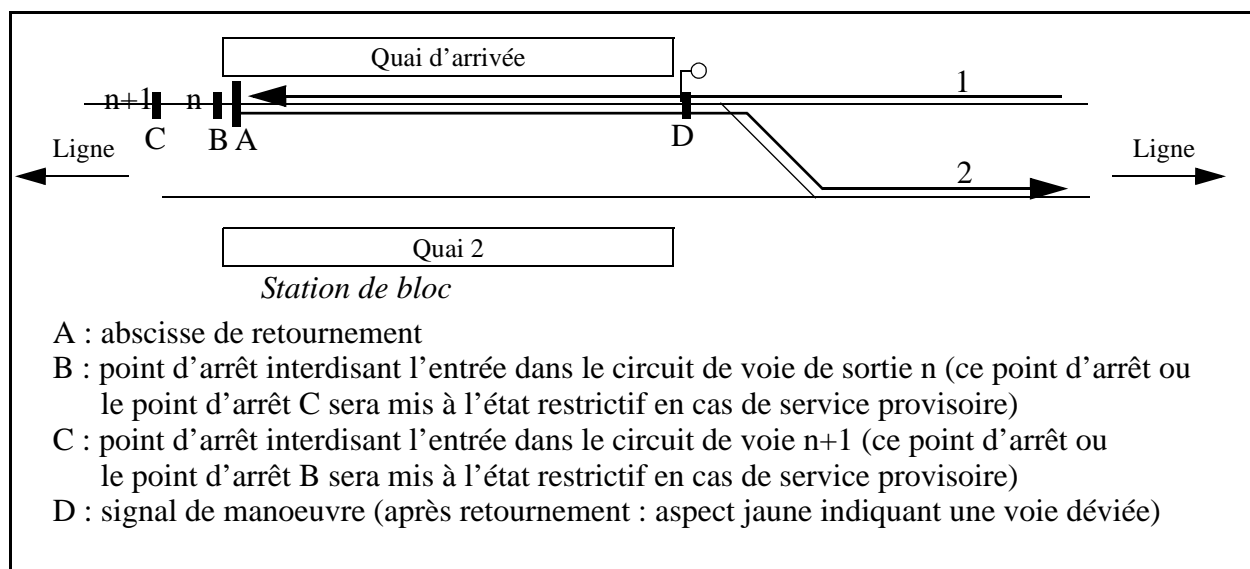 Quai d’arrivée
n+1 n 1
C B A D
Ligne Ligne
2
Quai 2
Station de bloc
A : abscisse de retournement
B : point d’arrêt interdisant l’entrée dans le circuit de voie de sortie n (ce point d’arrêt ou
le point d’arrêt C sera mis à l’état restrictif en cas de service provisoire)
C : point d’arrêt interdisant l’entrée dans le circuit de voie n+1 (ce point d’arrêt ou
le point d’arrêt B sera mis à l’état restrictif en cas de service provisoire)
D : signal de manoeuvre (après retournement : aspect jaune indiquant une voie déviée)